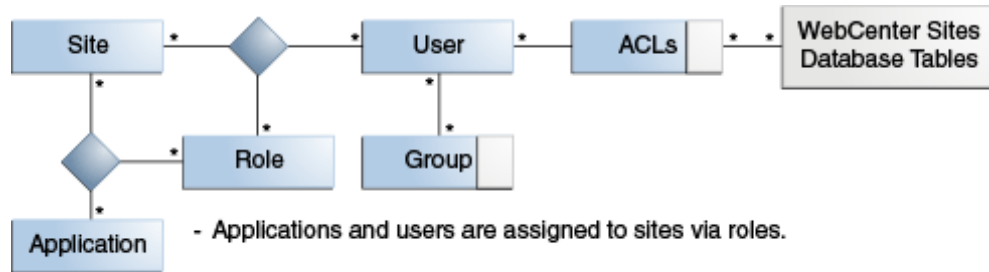 Site
*
*
User
*
*
ACLs
*
*
WebCenter Sites
Database Tables
*
*
*
*
*
Role
*
Group
*
Application
- Applications and users are assigned to sites via roles.